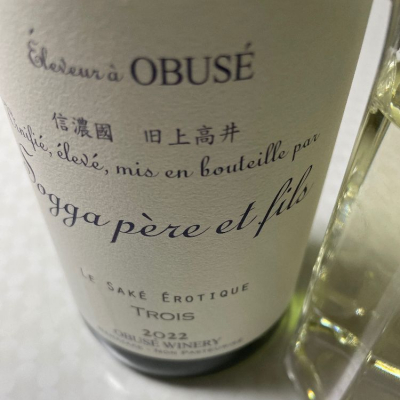 Éleveur à OBUSÉ
信濃國 旧上高井
Vinifié, élevé, mis en bouteille par
Sogga père et fils
LE SAKÉ ÉROTIQUE
TROIS
2022
OBUSÉ WINERY